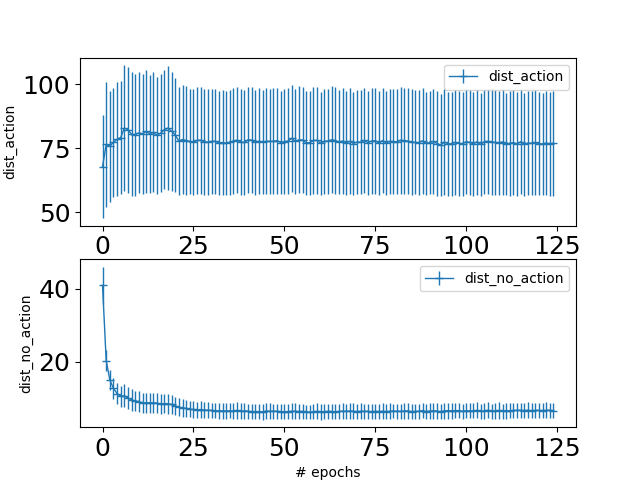 dist_action
100
75
50
dist_action
0 25 50 75 100 125
dist_no_action
40
20
dist_no_action
0 25 50 75 100 125
# epochs